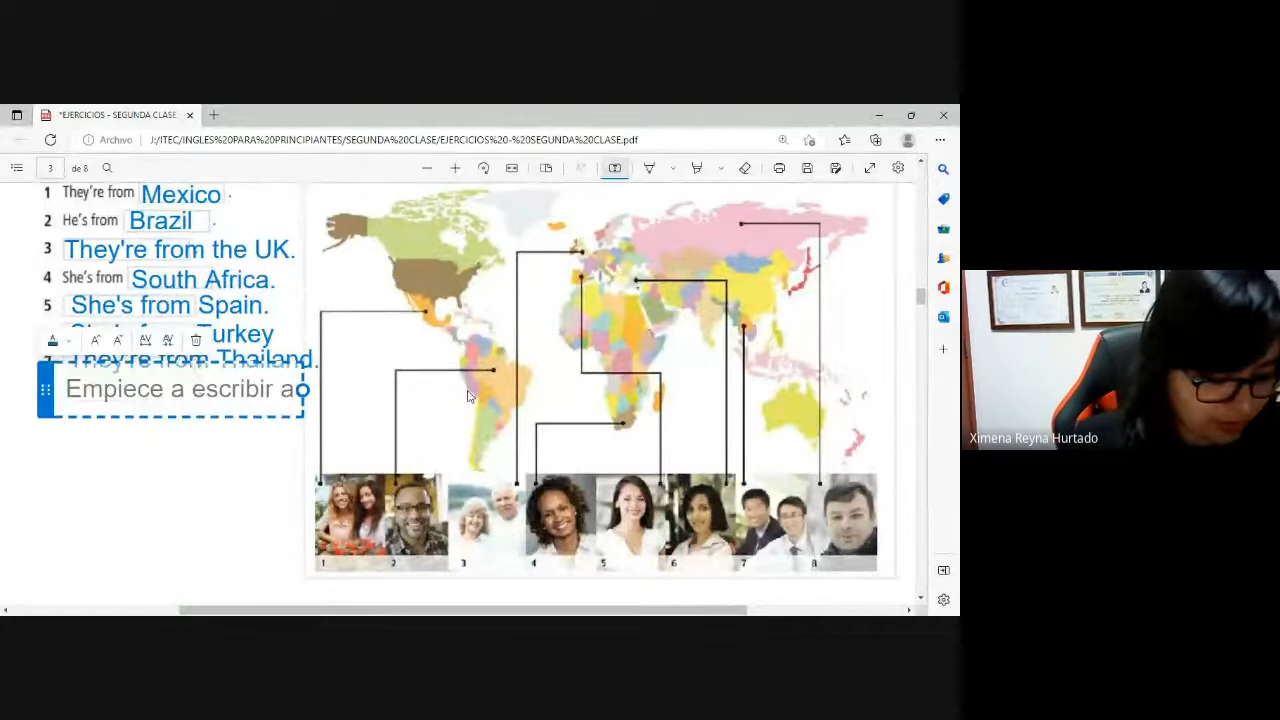 *EJERCICIOS - SEGUNDA CLASE
Archivo
J:/ITEC/INGLES%20PARA%20PRINCIPIANTES/SEGUNDA%20CLASE/EJERCICIOS%20-%20SEGUNDA%20CLASE.pdf
3 de 8
1 They're from Mexico .
2 He's from Brazil .
3 They're from the UK.
4 She's from South Africa.
5 She's from Spain.
Turkey
7 They're from Thailand.
Empiece a escribir a
1 2 3 4 5 6 7 8
Ximena Reyna Hurtado